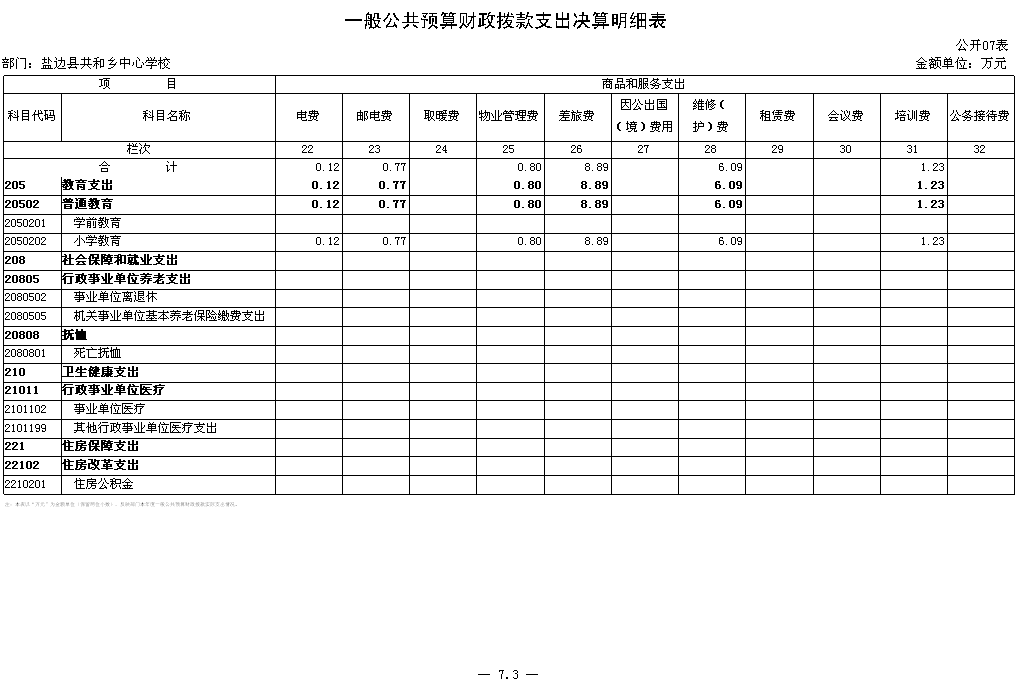 一般公共预算财政拨款支出决算明细表
公开07表
部门：盐边县共和乡中心学校 金额单位：万元
项 目 商品和服务支出
科目代码 科目名称 电费 邮电费 取暖费 物业管理费 差旅费 因公出国（境）费用 维修（护）费 租赁费 会议费 培训费 公务接待费
栏次 22 23 24 25 26 27 28 29 30 31 32
合 计 0.12 0.77 0.80 8.89 6.09 1.23
205 教育支出 0.12 0.77 0.80 8.89 6.09 1.23
20502 普通教育 0.12 0.77 0.80 8.89 6.09 1.23
2050201 学前教育
2050202 小学教育 0.12 0.77 0.80 8.89 6.09 1.23
208 社会保障和就业支出
20805 行政事业单位养老支出
2080502 事业单位离退休
2080505 机关事业单位基本养老保险缴费支出
20808 抚恤
2080801 死亡抚恤
210 卫生健康支出
21011 行政事业单位医疗
2101102 事业单位医疗
2101199 其他行政事业单位医疗支出
221 住房保障支出
22102 住房改革支出
2210201 住房公积金
— 7.3 —